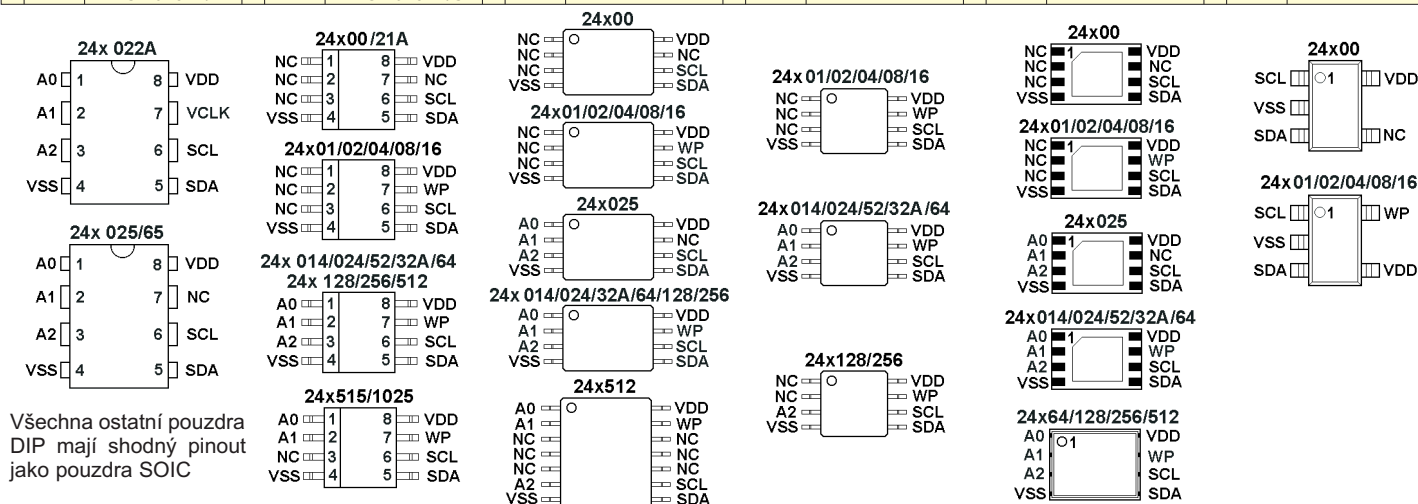 24x 022A
A0 1 8 VDD
A1 2 7 VCLK
A2 3 6 SCL
VSS 4 5 SDA
24x 025/65
A0 1 8 VDD
A1 2 7 NC
A2 3 6 SCL
VSS 4 5 SDA
Všechna ostatní pouzdra
DIP mají shodný pinout
jako pouzdra SOIC
24x00/21A
NC 1 8 VDD
NC 2 7 NC
NC 3 6 SCL
VSS 4 5 SDA
24x01/02/04/08/16
NC 1 8 VDD
NC 2 7 WP
NC 3 6 SCL
VSS 4 5 SDA
24x 014/024/52/32A/64
24x 128/256/512
A0 1 8 VDD
A1 2 7 WP
A2 3 6 SCL
VSS 4 5 SDA
24x515/1025
A0 1 8 VDD
A1 2 7 WP
NC 3 6 SCL
VSS 4 5 SDA
24x00
NC VDD
NC NC
NC SCL
VSS SDA
24x01/02/04/08/16
NC VDD
NC WP
NC SCL
VSS SDA
24x025
A0 VDD
A1 NC
A2 SCL
VSS SDA
24x 014/024/32A/64/128/256
A0 VDD
A1 WP
A2 SCL
VSS SDA
24x512
A0 VDD
A1 WP
NC NC
NC NC
NC NC
A2 SCL
VSS SDA
24x 01/02/04/08/16
NC VDD
NC WP
NC SCL
VSS SDA
24x 014/024/52/32A/64
A0 VDD
A1 WP
A2 SCL
VSS SDA
24x128/256
NC VDD
NC WP
A2 SCL
VSS SDA
24x00
NC 1 VDD
NC NC
NC SCL
VSS SDA
24x01/02/04/08/16
NC 1 VDD
NC WP
NC SCL
VSS SDA
24x025
A0 1 VDD
A1 NC
A2 SCL
VSS SDA
24x014/024/52/32A/64
A0 1 VDD
A1 WP
A2 SCL
VSS SDA
24x64/128/256/512
A0 1 VDD
A1 WP
A2 SCL
VSS SDA
24x00
SCL 1 VDD
VSS
SDA NC
24x01/02/04/08/16
SCL 1 WP
VSS
SDA VDD